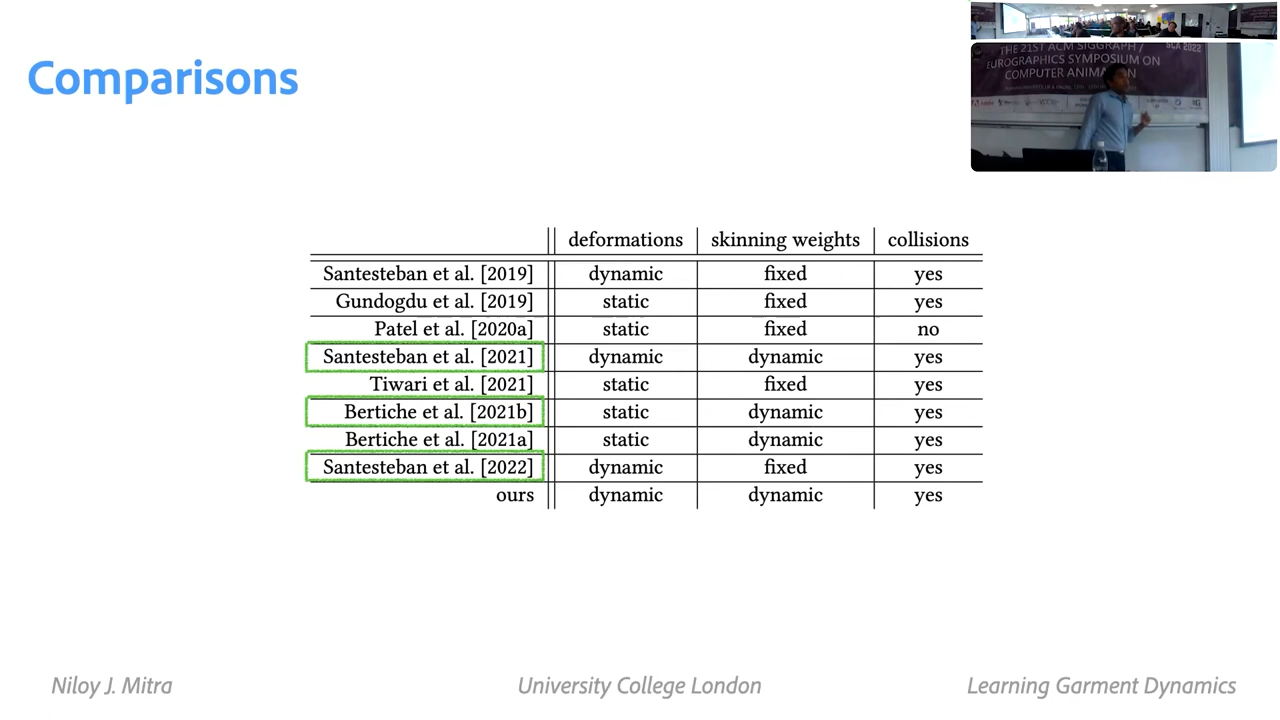 Comparisons
THE 21ST ACM SIGGRAPH /
SCA 2022
EUROGRAPHICS SYMPOSIUM ON
COMPUTER ANIMATION
deformations skinning weights collisions
Santesteban et al. [2019] dynamic fixed yes
Gundogdu et al. [2019] static fixed yes
Patel et al. [2020a] static fixed no
Santesteban et al. [2021] dynamic dynamic yes
Tiwari et al. [2021] static fixed yes
Bertiche et al. [2021b] static dynamic yes
Bertiche et al. [2021a] static dynamic yes
Santesteban et al. [2022] dynamic fixed yes
ours dynamic dynamic yes
Niloy J. Mitra University College London Learning Garment Dynamics